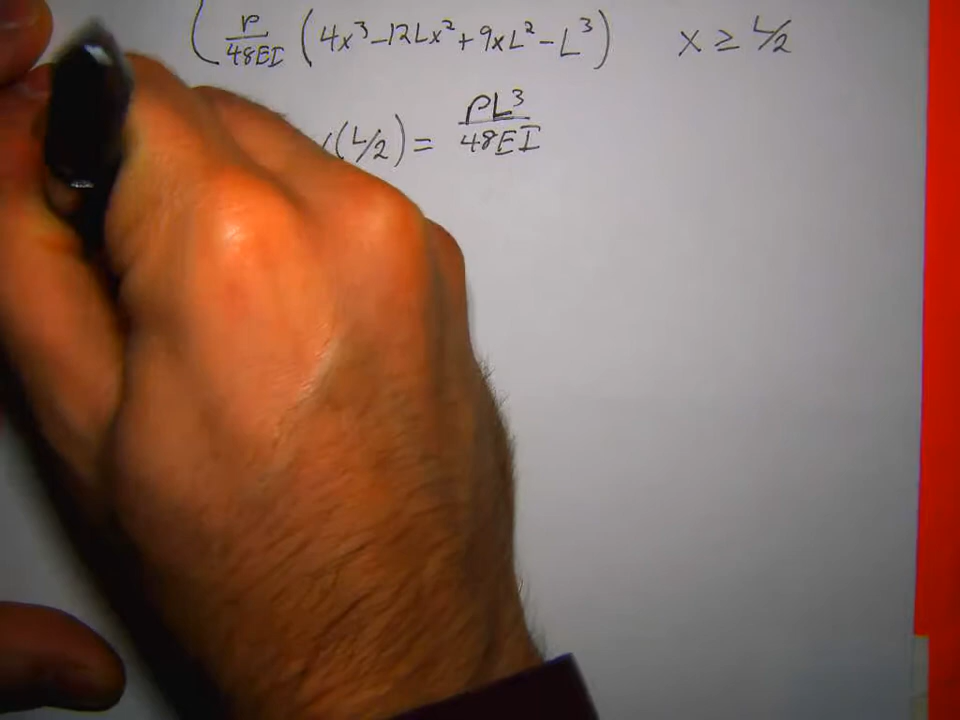 ( P/48EI (4x³-12Lx²+9xL²-L³) x ≥ L/2
(L/2) = PL³/48EI